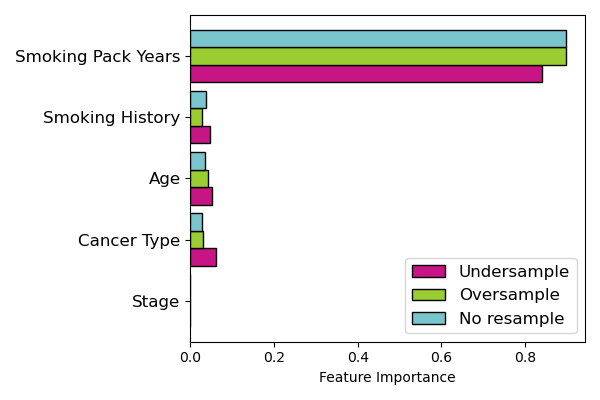 Smoking Pack Years
Smoking History
Age
Cancer Type
Stage
Undersample
Oversample
No resample
0.0 0.2 0.4 0.6 0.8
Feature Importance